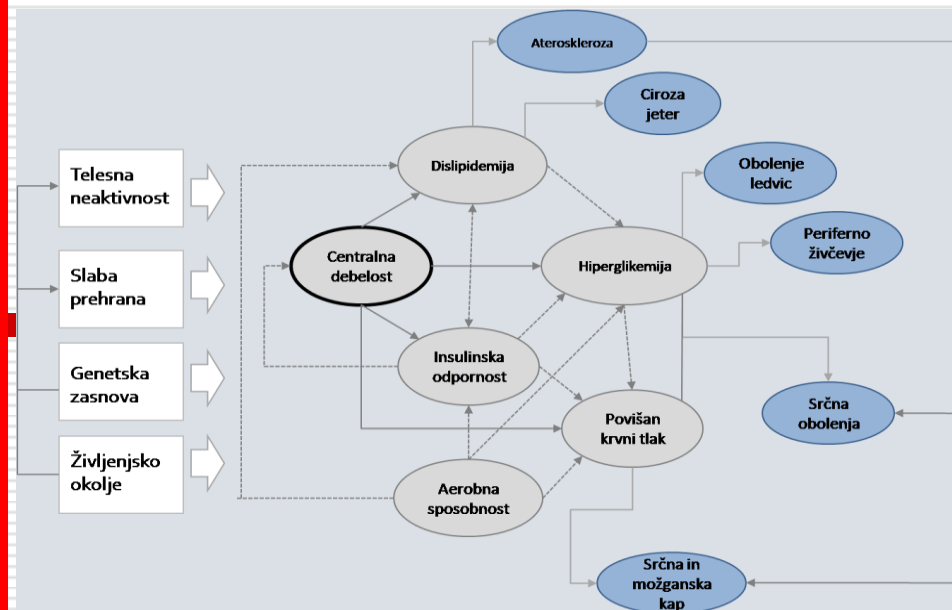 Telesna
neaktivnost
Slaba
prehrana
Genetska
zasnova
Življenjsko
okolje
Ateroskleroza
Ciroza
jeter
Dislipidemija
Obolenje
ledvic
Periferno
živčevje
Centralna
debelost
Hiperglikemija
Insulinska
odpornost
Povišan
krvni tlak
Srčna
obolenja
Aerobna
sposobnost
Srčna in
možganska
kap